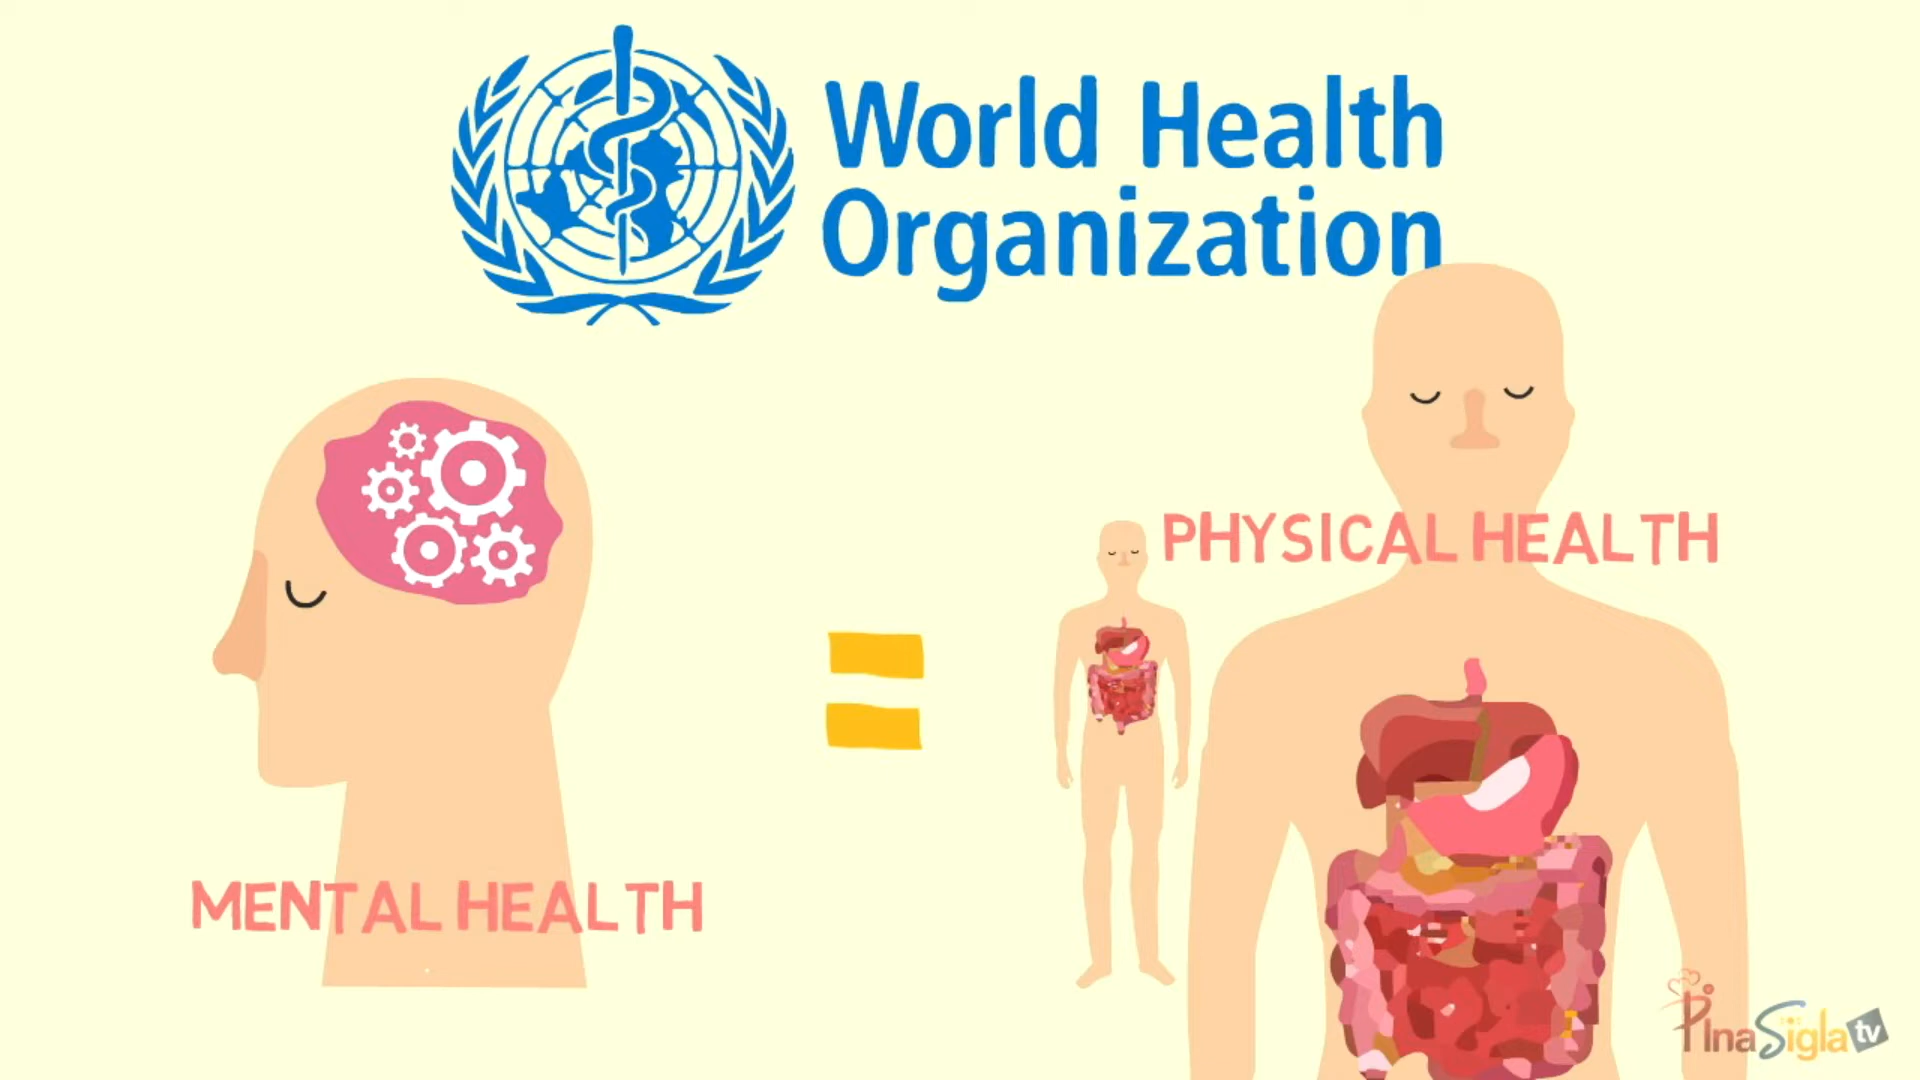 World Health
Organization
PHYSICAL HEALTH
MENTAL HEALTH
PInaSigla tv